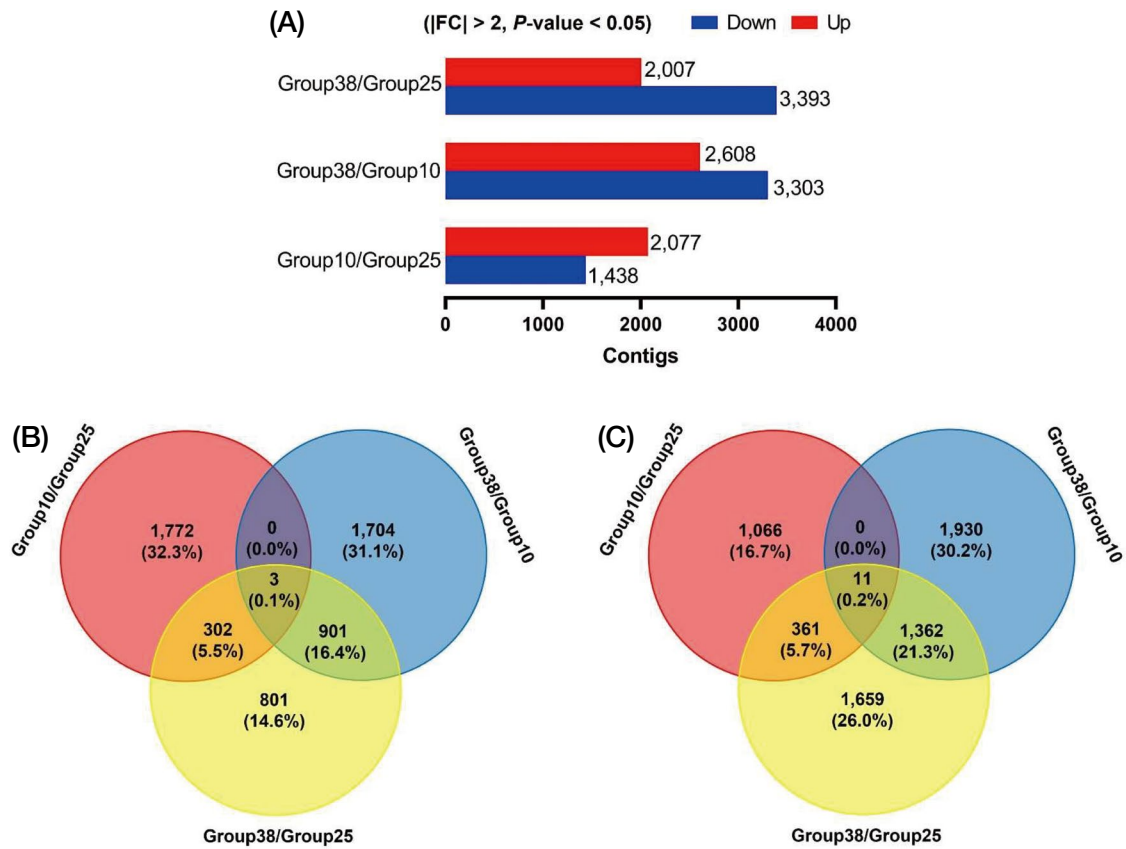 (A)
(|FC| > 2, P-value < 0.05)
Down
Up
Group38/Group25
2,007
3,393
Group38/Group10
2,608
3,303
Group10/Group25
2,077
1,438
0
1000
2000
3000
4000
Contigs
(B)
Group10/Group25
Group38/Group10
1,772
(32.3%)
0
(0.0%)
1,704
(31.1%)
3
(0.1%)
302
(5.5%)
901
(16.4%)
801
(14.6%)
Group38/Group25
(C)
Group10/Group25
Group38/Group10
1,066
(16.7%)
0
(0.0%)
1,930
(30.2%)
11
(0.2%)
361
(5.7%)
1,362
(21.3%)
1,659
(26.0%)
Group38/Group25